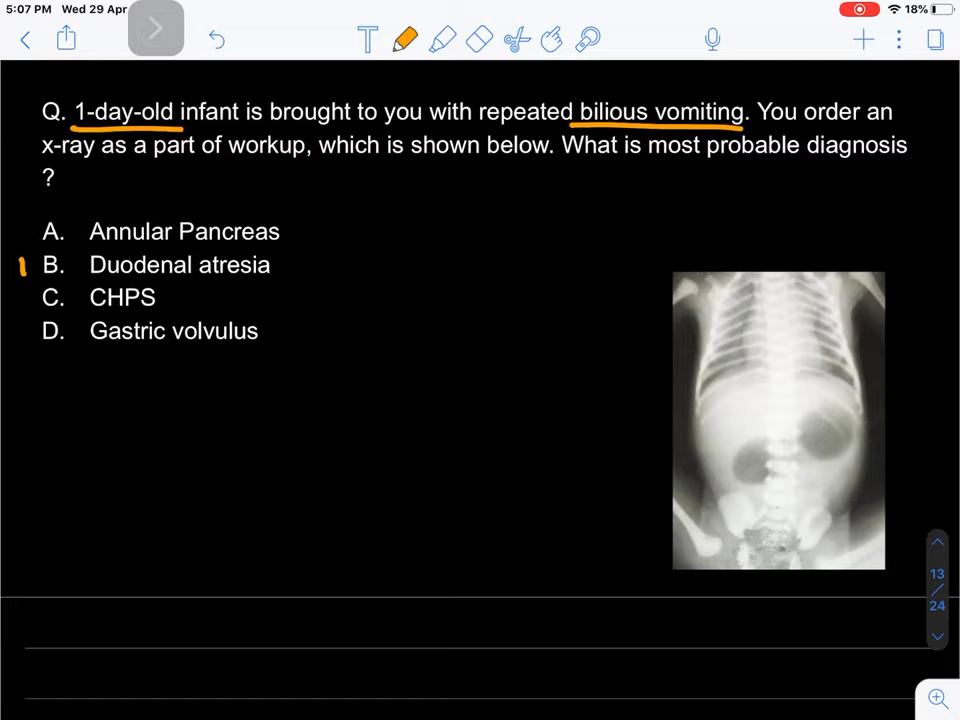 5:07 PM Wed 29 Apr
18%
T
Q. 1-day-old infant is brought to you with repeated bilious vomiting. You order an
x-ray as a part of workup, which is shown below. What is most probable diagnosis
?
A. Annular Pancreas
B. Duodenal atresia
C. CHPS
D. Gastric volvulus
13
/
24